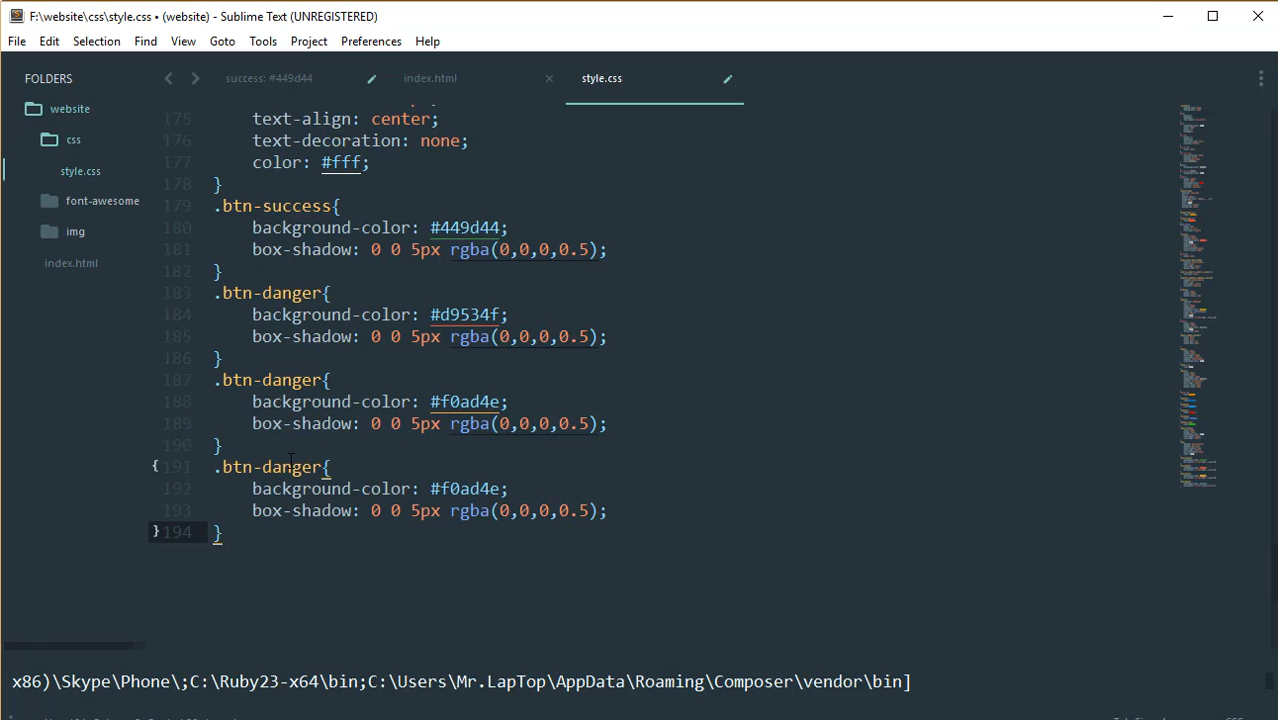 F:\website\css\style.css • (website) - Sublime Text (UNREGISTERED)
File Edit Selection Find View Goto Tools Project Preferences Help
FOLDERS
website
css
style.css
font-awesome
img
index.html
success: #449d44 index.html style.css
175 text-align: center;
176 text-decoration: none;
177 color: #fff;
178 }
179 .btn-success{
180 background-color: #449d44;
181 box-shadow: 0 0 5px rgba(0,0,0,0.5);
182 }
183 .btn-danger{
184 background-color: #d9534f;
185 box-shadow: 0 0 5px rgba(0,0,0,0.5);
186 }
187 .btn-danger{
188 background-color: #f0ad4e;
189 box-shadow: 0 0 5px rgba(0,0,0,0.5);
190 }
{ 191 .btn-danger{
192 background-color: #f0ad4e;
193 box-shadow: 0 0 5px rgba(0,0,0,0.5);
} 194 }
x86)\Skype\Phone\;C:\Ruby23-x64\bin;C:\Users\Mr.LapTop\AppData\Roaming\Composer\vendor\bin]